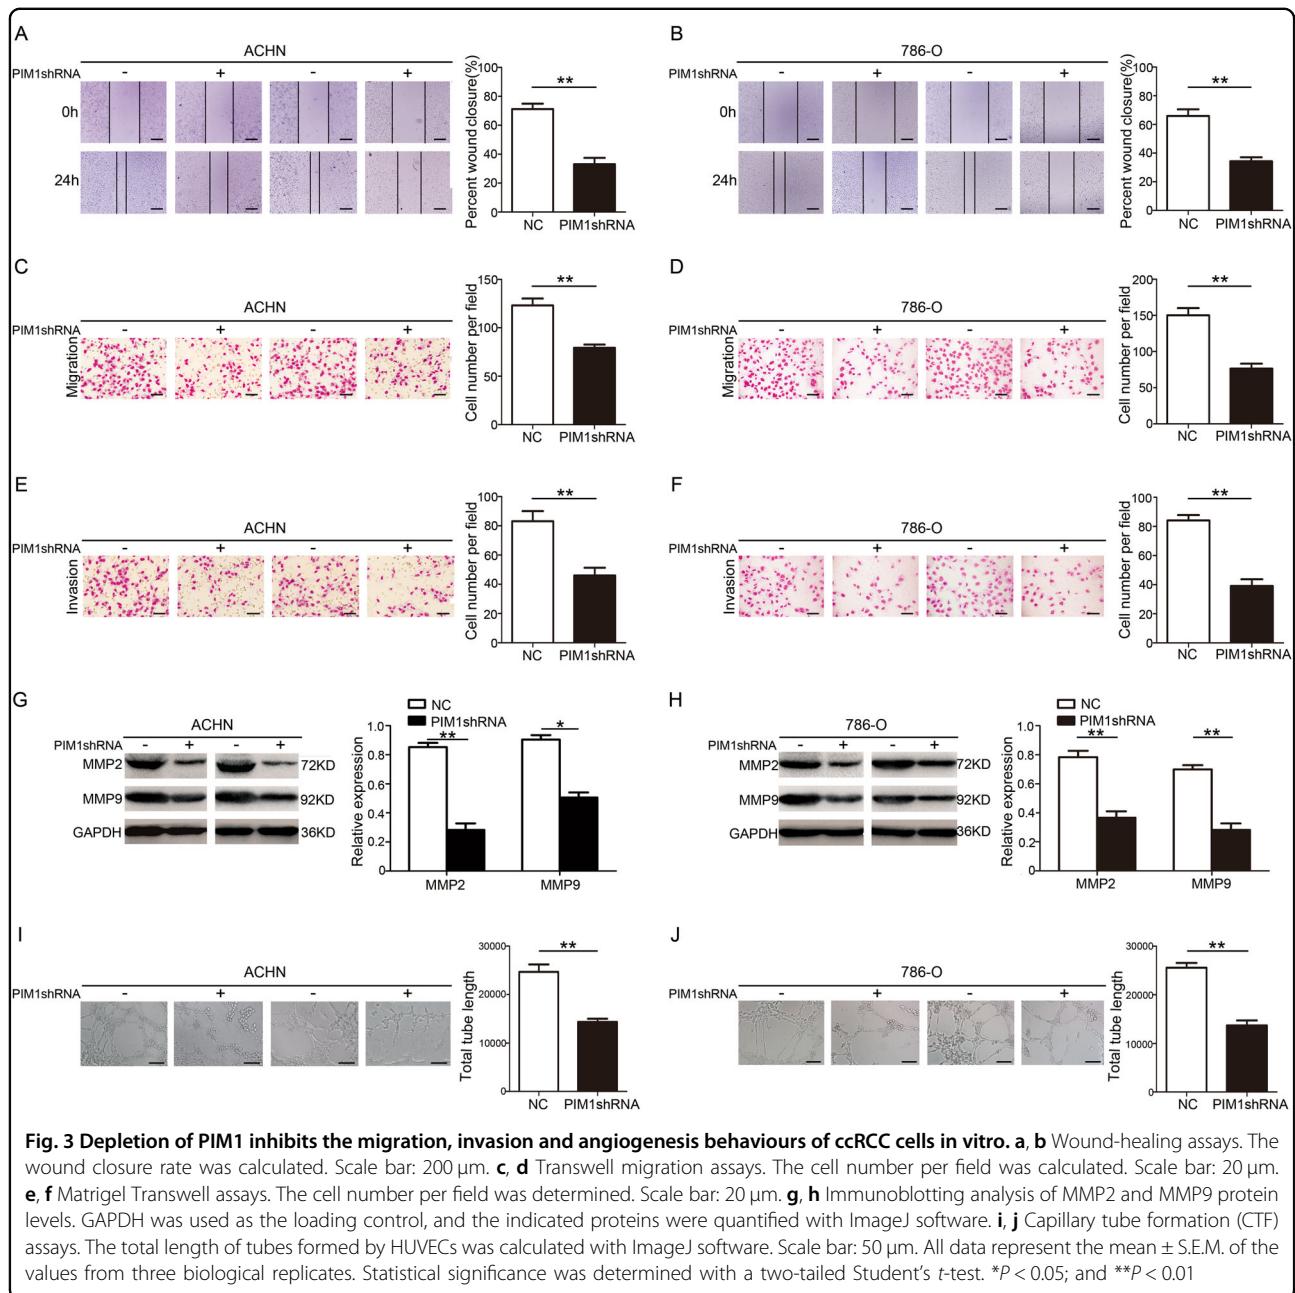 A
ACHN
PIM1shRNA - + - +
0h
24h
Percent wound closure(%)
100
80
60
40
20
0
**
NC PIM1shRNA
B
786-O
PIM1shRNA - + - +
0h
24h
Percent wound closure(%)
100
80
60
40
20
0
**
NC PIM1shRNA
C
ACHN
PIM1shRNA - + - +
Migration
Cell number per field
150
100
50
0
**
NC PIM1shRNA
D
786-O
PIM1shRNA - + - +
Migration
Cell number per field
200
150
100
50
0
**
NC PIM1shRNA
E
ACHN
PIM1shRNA - + - +
Invasion
Cell number per field
100
80
60
40
20
0
**
NC PIM1shRNA
F
786-O
PIM1shRNA - + - +
Invasion
Cell number per field
100
80
60
40
20
0
**
NC PIM1shRNA
G
ACHN
PIM1shRNA - + - +
MMP2 72KD
MMP9 92KD
GAPDH 36KD
NC
PIM1shRNA
Relative expression
1.0
0.8
0.6
0.4
0.2
0
** *
MMP2 MMP9
H
786-O
PIM1shRNA - + - +
MMP2 72KD
MMP9 92KD
GAPDH 36KD
NC
PIM1shRNA
Relative expression
1.0
0.8
0.6
0.4
0.2
0
** **
MMP2 MMP9
I
ACHN
PIM1shRNA - + - +
Total tube length
30000
20000
10000
0
**
NC PIM1shRNA
J
786-O
PIM1shRNA - + - +
Total tube length
30000
20000
10000
0
**
NC PIM1shRNA
Fig. 3 Depletion of PIM1 inhibits the migration, invasion and angiogenesis behaviours of ccRCC cells in vitro. a, b Wound-healing assays. The
wound closure rate was calculated. Scale bar: 200 μm. c, d Transwell migration assays. The cell number per field was calculated. Scale bar: 20 μm.
e, f Matrigel Transwell assays. The cell number per field was determined. Scale bar: 20 μm. g, h Immunoblotting analysis of MMP2 and MMP9 protein
levels. GAPDH was used as the loading control, and the indicated proteins were quantified with ImageJ software. i, j Capillary tube formation (CTF)
assays. The total length of tubes formed by HUVECs was calculated with ImageJ software. Scale bar: 50 μm. All data represent the mean ± S.E.M. of the
values from three biological replicates. Statistical significance was determined with a two-tailed Student's t-test. *P < 0.05; and **P < 0.01